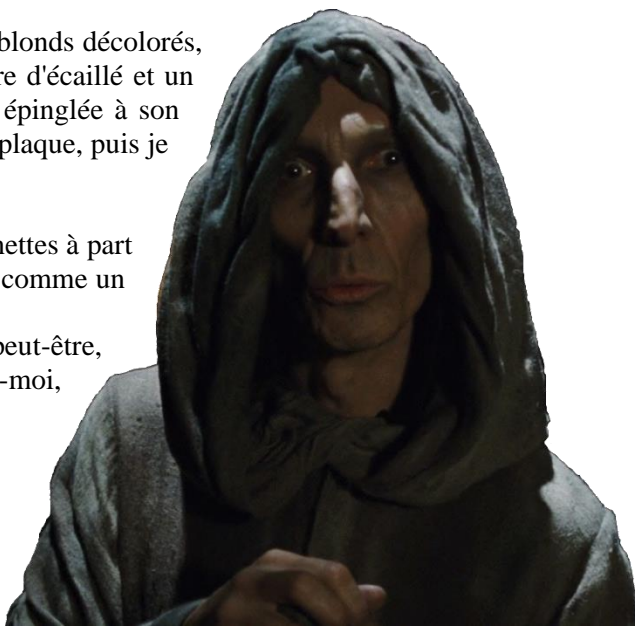 blonds décolorés,
re d'écaillé et un
épinglée à son
plaque, puis je
nettes à part
comme un
peut-être,
-moi,